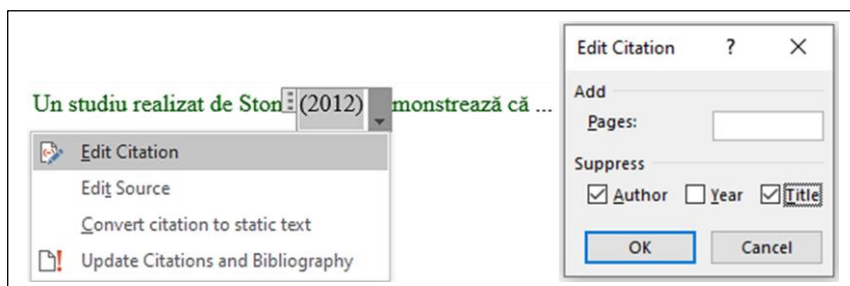 Un studiu realizat de Ston (2012) monstrează că ...
Edit Citation
Edit Source
Convert citation to static text
Update Citations and Bibliography
Edit Citation ? ×
Add
Pages:
Suppress
Author Year Title
OK Cancel